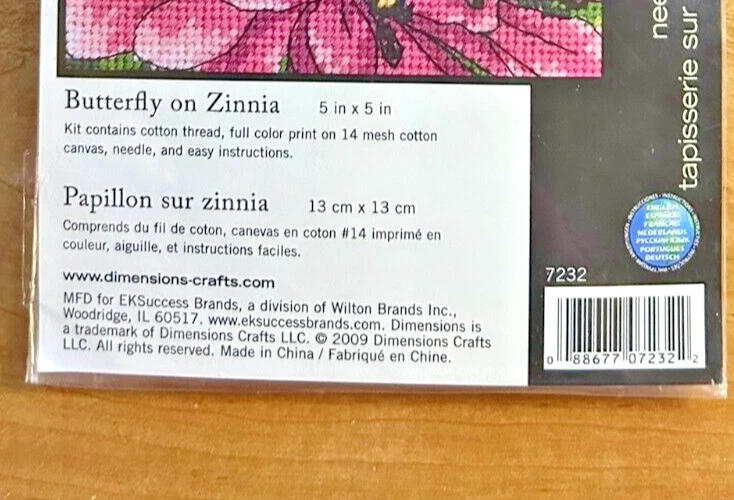 nee
tapisserie sur
Butterfly on Zinnia 5 in x 5 in
Kit contains cotton thread, full color print on 14 mesh cotton
canvas, needle, and easy instructions.
Papillon sur zinnia 13 cm x 13 cm
Comprends du fil de coton, canevas en coton #14 imprimé en
couleur, aiguille, et instructions faciles.
www.dimensions-crafts.com
MFD for EKSuccess Brands, a division of Wilton Brands Inc.,
Woodridge, IL 60517. www.eksuccessbrands.com. Dimensions is
a trademark of Dimensions Crafts LLC. © 2009 Dimensions Crafts
LLC. All rights reserved. Made in China / Fabriqué en Chine.
ENGLISH
ESPAÑOL
FRANÇAIS
NEDERLANDS
РУССКИЙ ЯЗЫК
PORTUGUÊS
DEUTSCH
7232
0 88677 07232 2